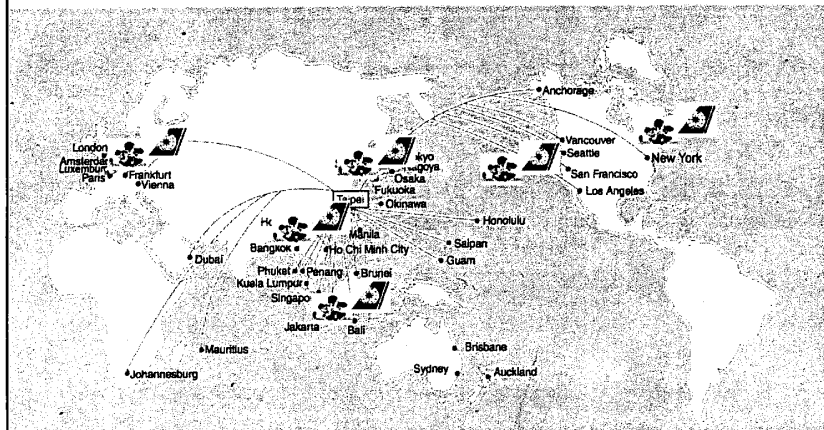 Anchorage
London
Amsterdam
Luxemburg
Paris
Frankfurt
Vienna
Vancouver
Seattle
San Francisco
Los Angeles
New York
Osaka
Fukuoka
Taipei
Okinawa
Manila
Bangkok
Ho Chi Minh City
Honolulu
Saipan
Guam
Dubai
Phuket
Penang
Brunei
Kuala Lumpur
Singapo
Jakarta
Bali
Mauritius
Johannesburg
Brisbane
Sydney
Auckland